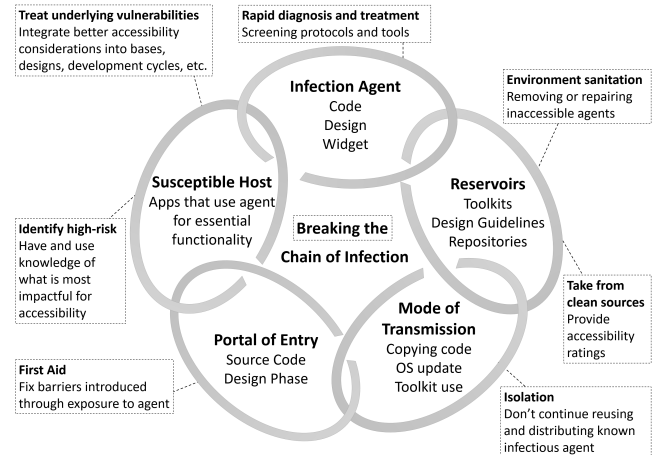 Treat underlying vulnerabilities
Integrate better accessibility
considerations into bases,
designs, development cycles, etc.
Rapid diagnosis and treatment
Screening protocols and tools
Infection Agent
Code
Design
Widget
Environment sanitation
Removing or repairing
inaccessible agents
Susceptible Host
Apps that use agent
for essential
functionality
Reservoirs
Toolkits
Design Guidelines
Repositories
Breaking the
Chain of Infection
Identify high-risk
Have and use
knowledge of
what is most
impactful for
accessibility
Take from
clean sources
Provide
accessibility
ratings
Mode of
Transmission
Copying code
OS update
Toolkit use
Portal of Entry
Source Code
Design Phase
First Aid
Fix barriers introduced
through exposure to agent
Isolation
Don't continue reusing
and distributing known
infectious agent